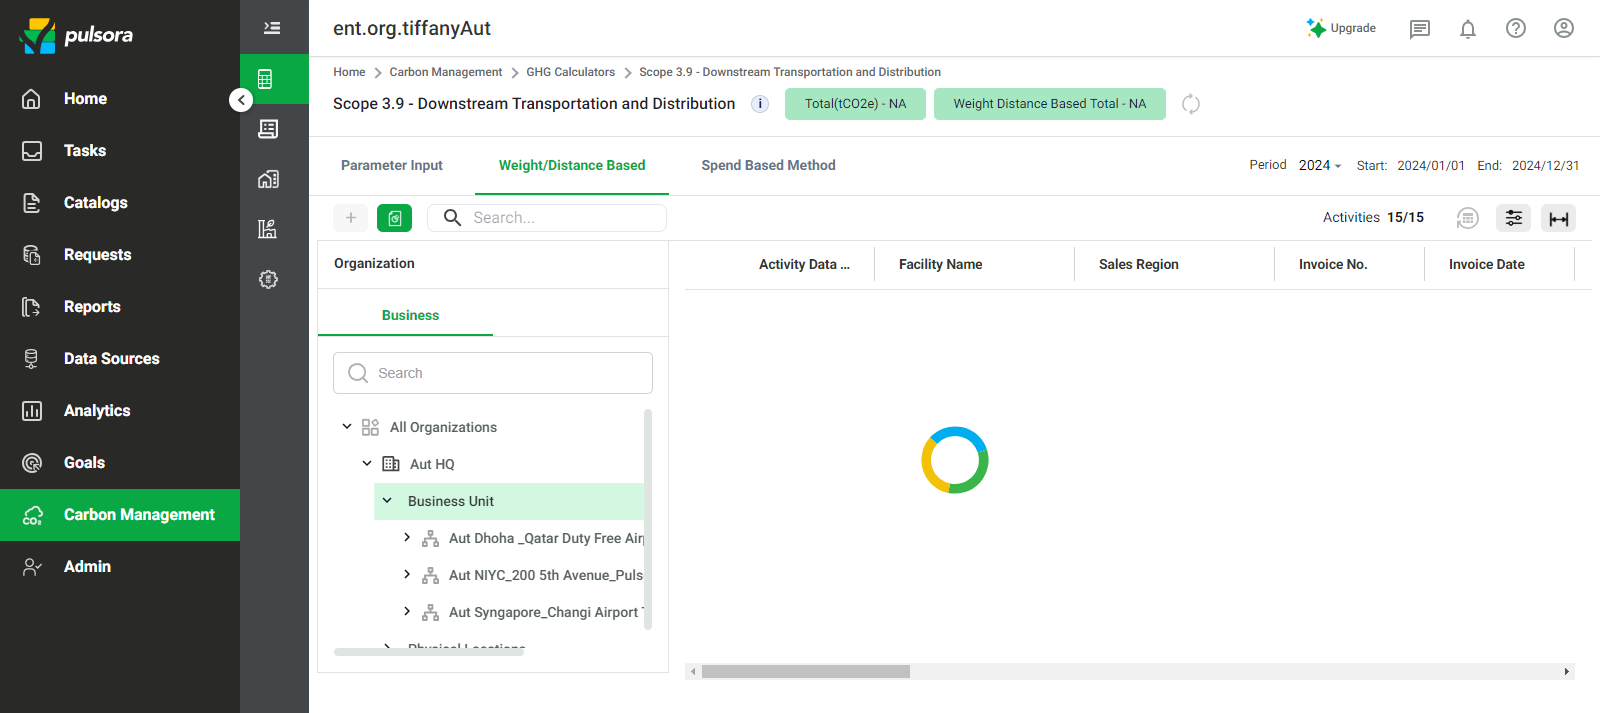 pulsora
Home
Tasks
Catalogs
Requests
Reports
Data Sources
Analytics
Goals
Carbon Management
Admin
ent.org.tiffanyAut
Upgrade
Home > Carbon Management > GHG Calculators > Scope 3.9 - Downstream Transportation and Distribution
Scope 3.9 - Downstream Transportation and Distribution
Total(tCO2e) - NA
Weight Distance Based Total - NA
Parameter Input
Weight/Distance Based
Spend Based Method
Period 2024 Start: 2024/01/01 End: 2024/12/31
Search...
Activities 15/15
Organization
Business
Search
All Organizations
Aut HQ
Business Unit
Aut Dhoha _Qatar Duty Free Air
Aut NIYC_200 5th Avenue_Puls
Aut Syngapore_Changi Airport
Physical Locations
Activity Data ...
Facility Name
Sales Region
Invoice No.
Invoice Date